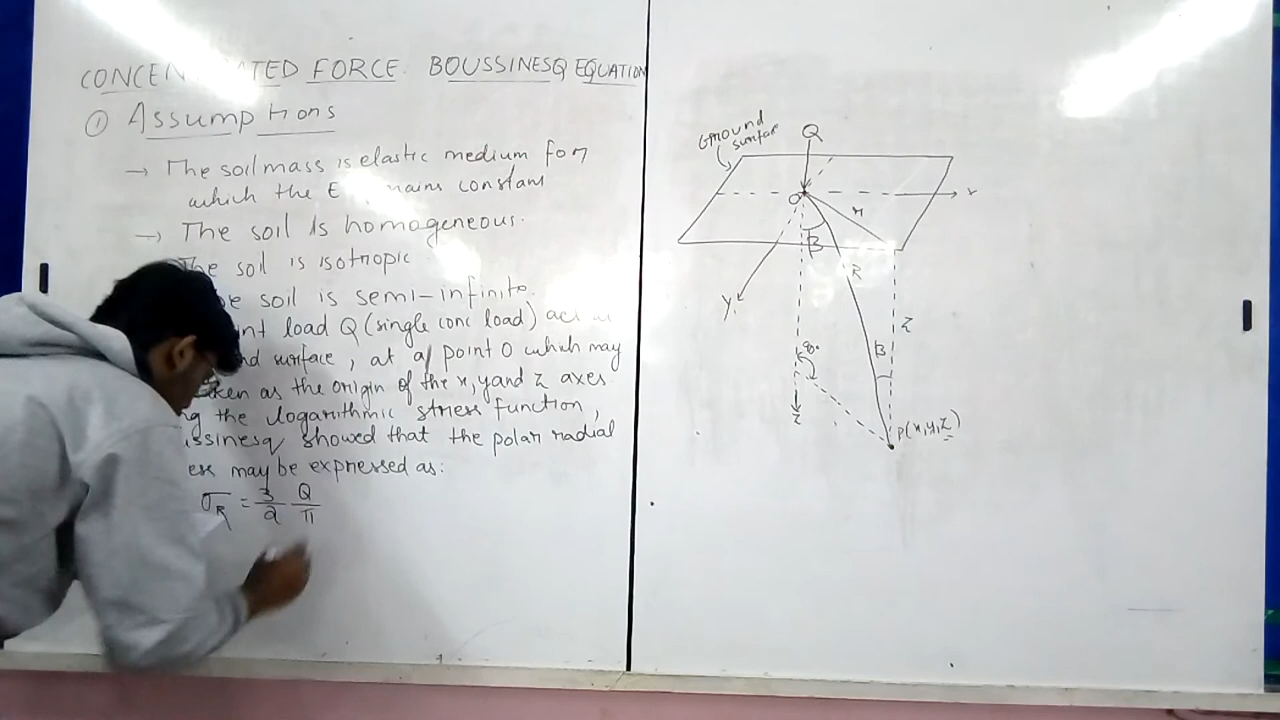 CONCEN ATED FORCE: BOUSSINESQ EQUATION
① Assumptions
→ The soil mass is elastic medium for
which the E mains constant
→ The soil is homogeneous.
The soil is isotropic
soil is semi-infinite.
nt load Q (single conc load) act
surface, at a point O which may
ken as the origin of the x, y and z axes.
the logarithmic stress function,
ssinesq showed that the polar radial
may be expressed as:
σR = 3/2 Q/π
Ground
surface
Q
O
x
r
β
R
y
z
β
z
P(x,y,z)